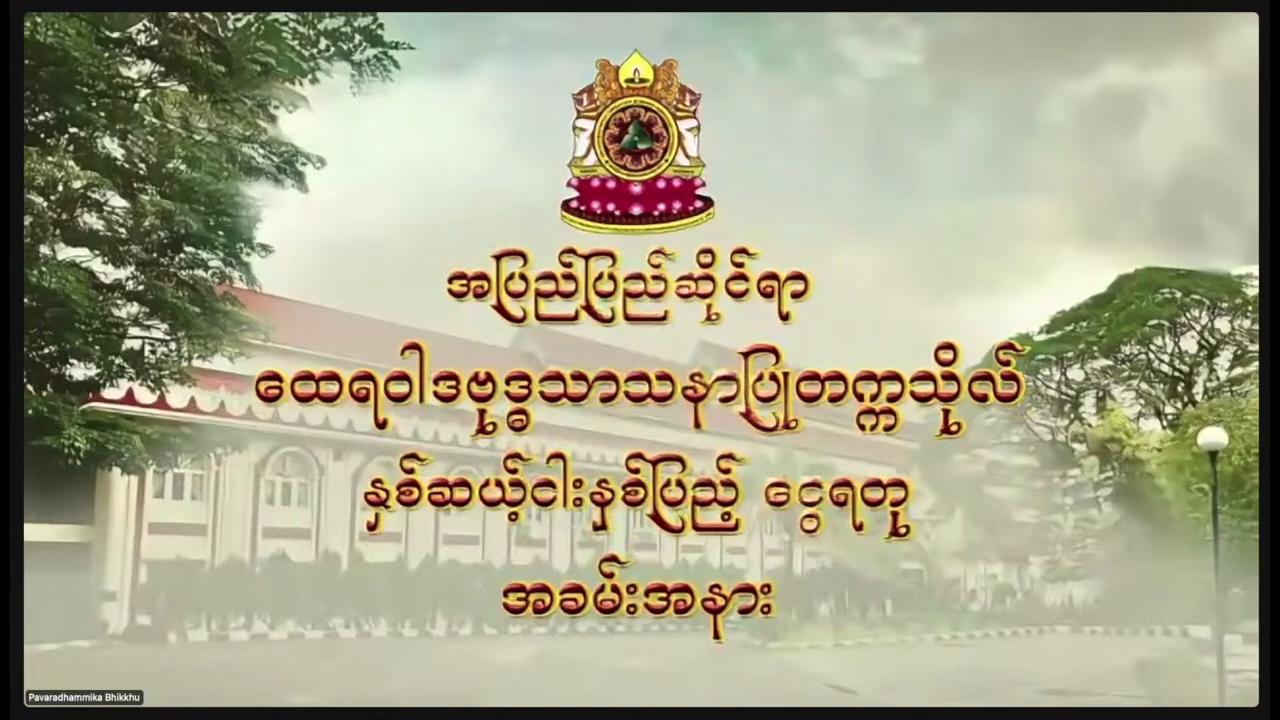 အပြည်ပြည်ဆိုင်ရာ
ထေရဝါဒဗုဒ္ဓသာသနာပြုတက္ကသိုလ်
နှစ်ဆယ့်ငါးနှစ်ပြည့် ငွေရတု
အခမ်းအနား
Pavaradhammika Bhikkhu